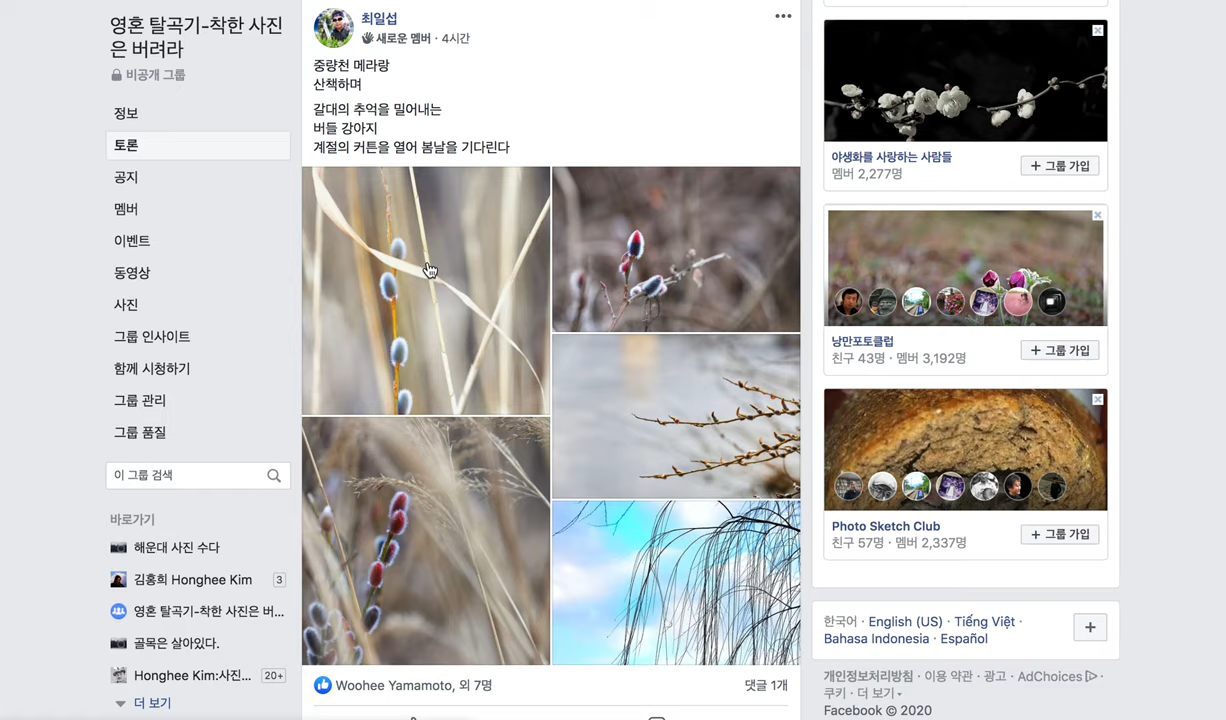 영혼 탈곡기-착한 사진
은 버려라
비공개 그룹
정보
토론
공지
멤버
이벤트
동영상
사진
그룹 인사이트
함께 시청하기
그룹 관리
그룹 품질
이 그룹 검색
바로가기
해운대 사진 수다
김홍희 Honghee Kim 3
영혼 탈곡기-착한 사진은 버...
골목은 살아있다.
Honghee Kim:사진... 20+
더 보기
최일섭
새로운 멤버 · 4시간
중량천 메라랑
산책하며
갈대의 추억을 밀어내는
버들 강아지
계절의 커튼을 열어 봄날을 기다린다
Woohee Yamamoto, 외 7명
댓글 1개
야생화를 사랑하는 사람들
멤버 2,277명
+ 그룹 가입
낭만포토클럽
친구 43명 · 멤버 3,192명
+ 그룹 가입
Photo Sketch Club
친구 57명 · 멤버 2,337명
+ 그룹 가입
한국어 · English (US) · Tiếng Việt ·
Bahasa Indonesia · Español
개인정보처리방침 · 이용 약관 · 광고 · AdChoices ·
쿠키 · 더 보기
Facebook © 2020